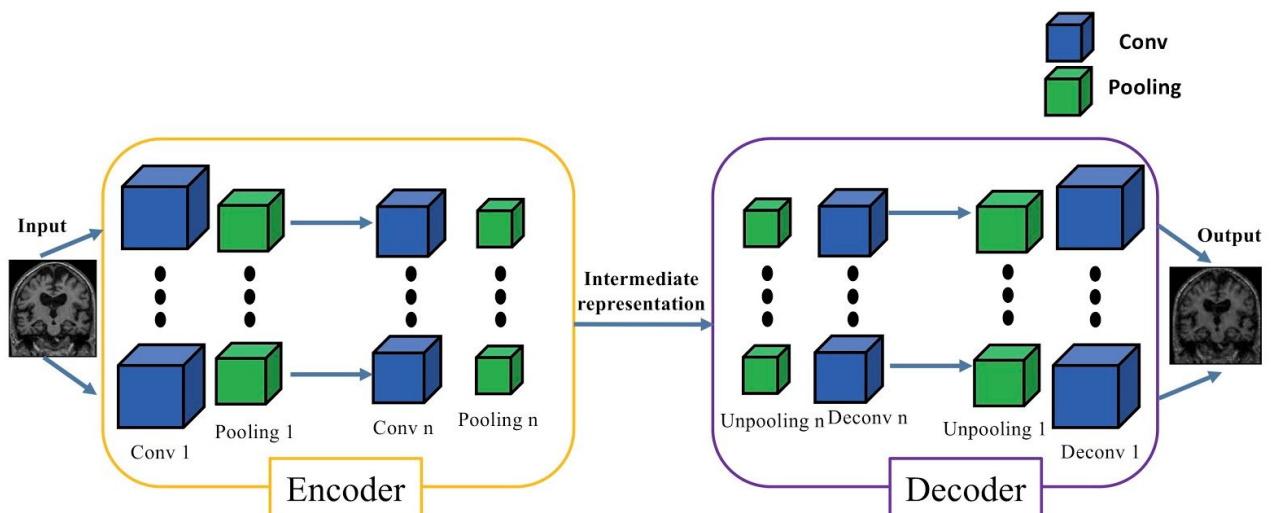 Conv
Pooling
Input
Output
Intermediate
representation
Conv 1
Pooling 1
Conv n
Pooling n
Unpooling n
Deconv n
Unpooling 1
Deconv 1
Encoder
Decoder